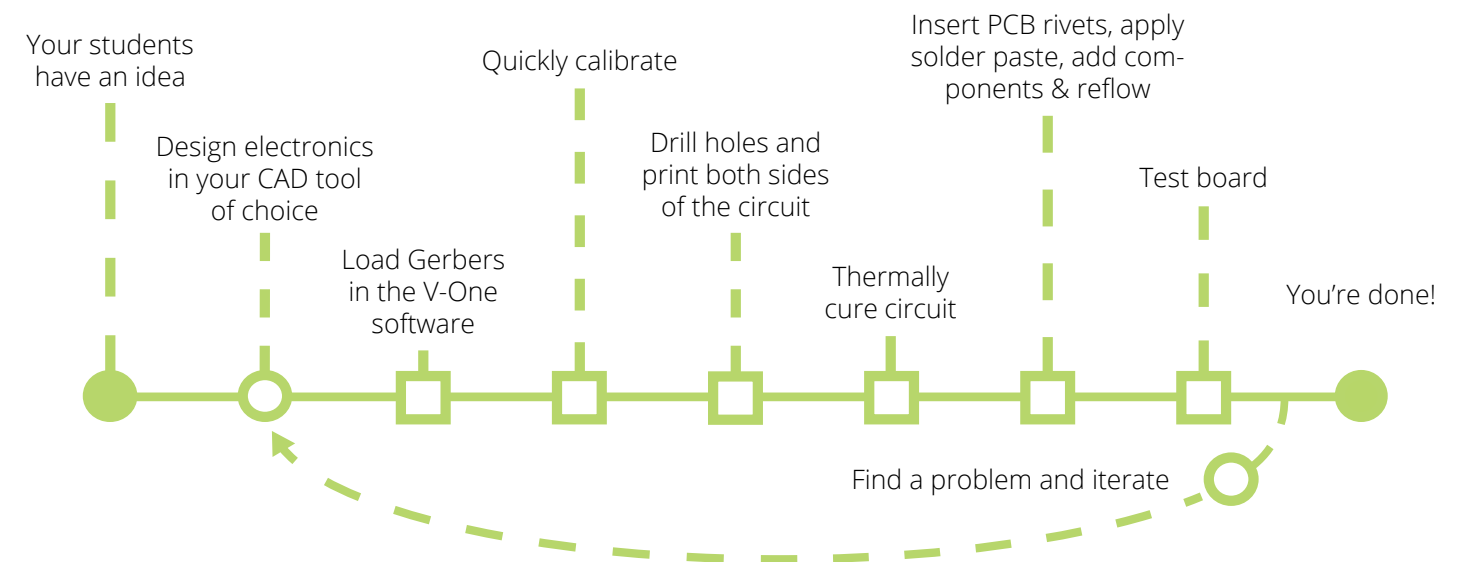 Your students
have an idea
Design electronics
in your CAD tool
of choice
Load Gerbers
in the V-One
software
Quickly calibrate
Drill holes and
print both sides
of the circuit
Thermally
cure circuit
Insert PCB rivets, apply
solder paste, add com-
ponents & reflow
Test board
You’re done!
Find a problem and iterate